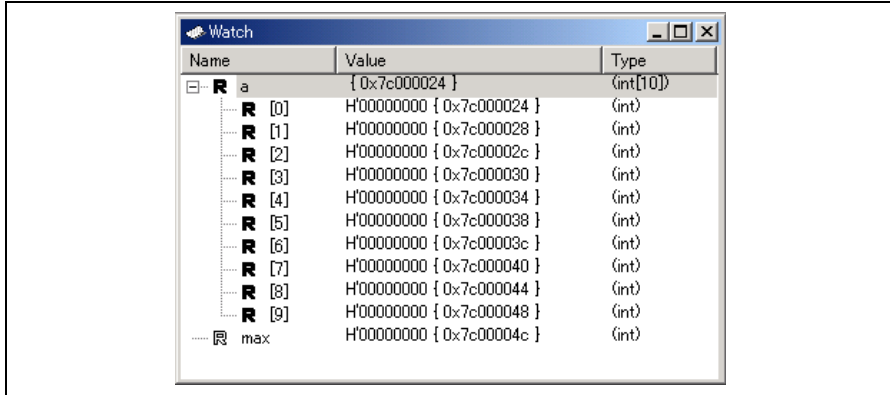 Watch
Name Value Type
R a { 0x7c000024 } (int[10])
R [0] H'00000000 { 0x7c000024 } (int)
R [1] H'00000000 { 0x7c000028 } (int)
R [2] H'00000000 { 0x7c00002c } (int)
R [3] H'00000000 { 0x7c000030 } (int)
R [4] H'00000000 { 0x7c000034 } (int)
R [5] H'00000000 { 0x7c000038 } (int)
R [6] H'00000000 { 0x7c00003c } (int)
R [7] H'00000000 { 0x7c000040 } (int)
R [8] H'00000000 { 0x7c000044 } (int)
R [9] H'00000000 { 0x7c000048 } (int)
R max H'00000000 { 0x7c00004c } (int)